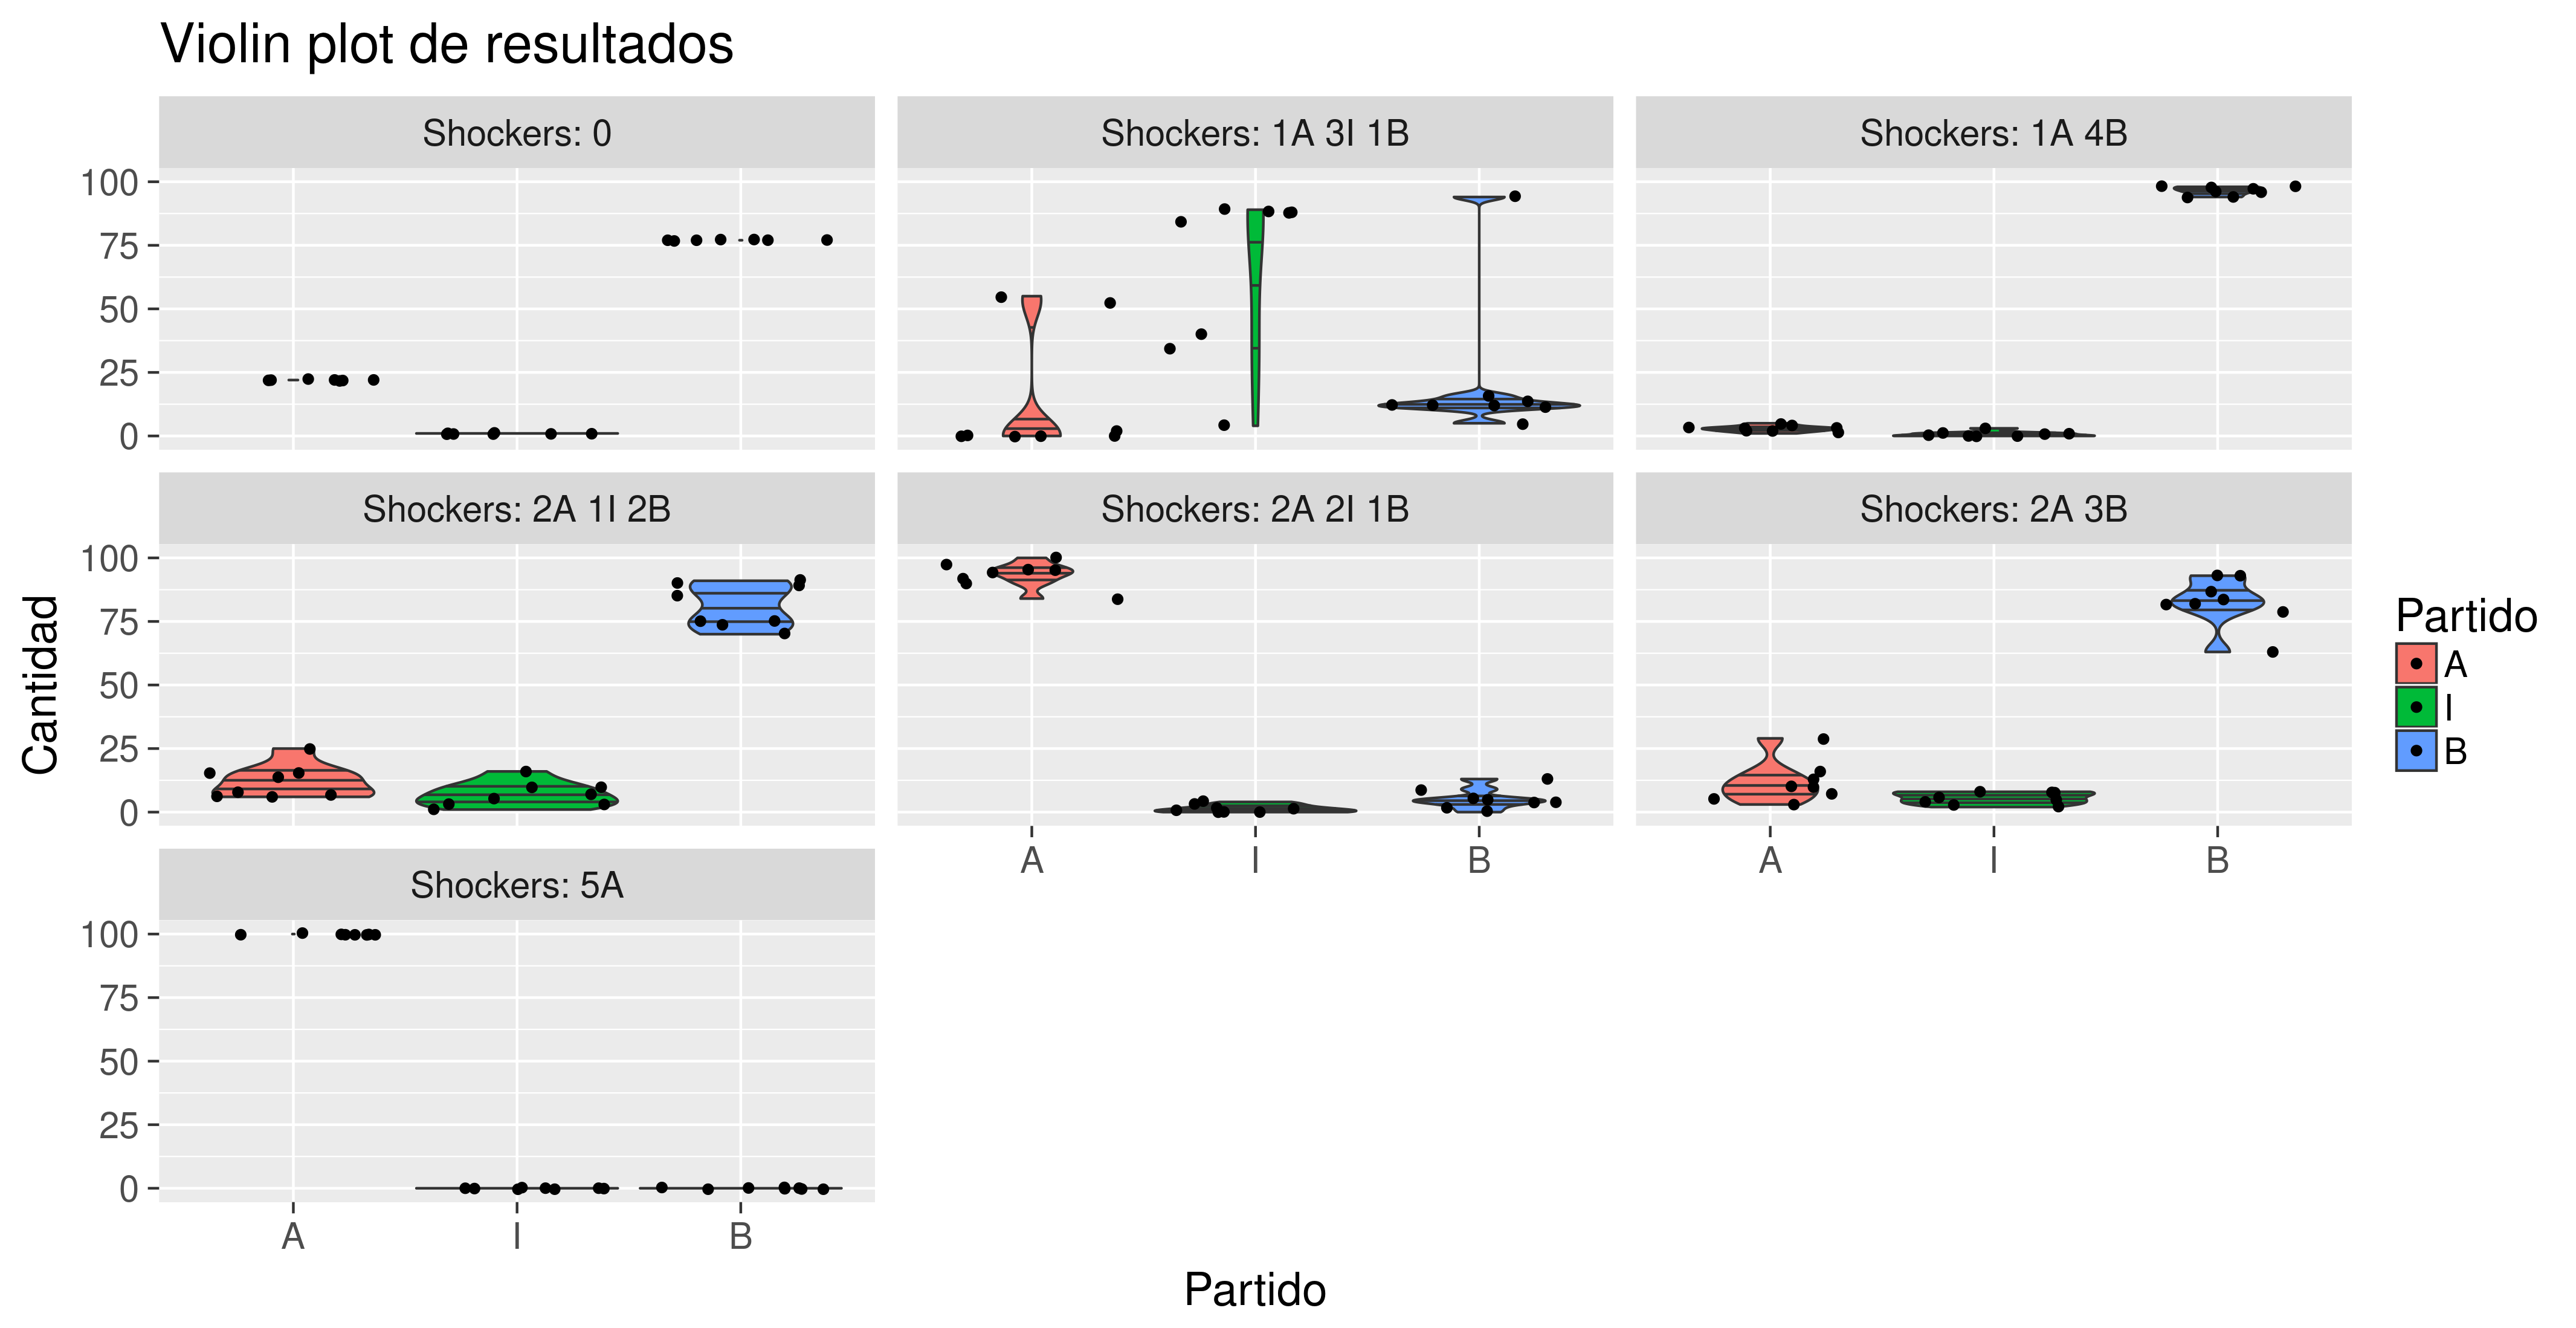 Violin plot de resultados
Shockers: 0
Shockers: 1A 3I 1B
Shockers: 1A 4B
100
75
50
25
0
Shockers: 2A 1I 2B
Shockers: 2A 2I 1B
Shockers: 2A 3B
100
75
50
25
0
A I B
A I B
Shockers: 5A
100
75
50
25
0
A I B
Cantidad
Partido
Partido
A
I
B